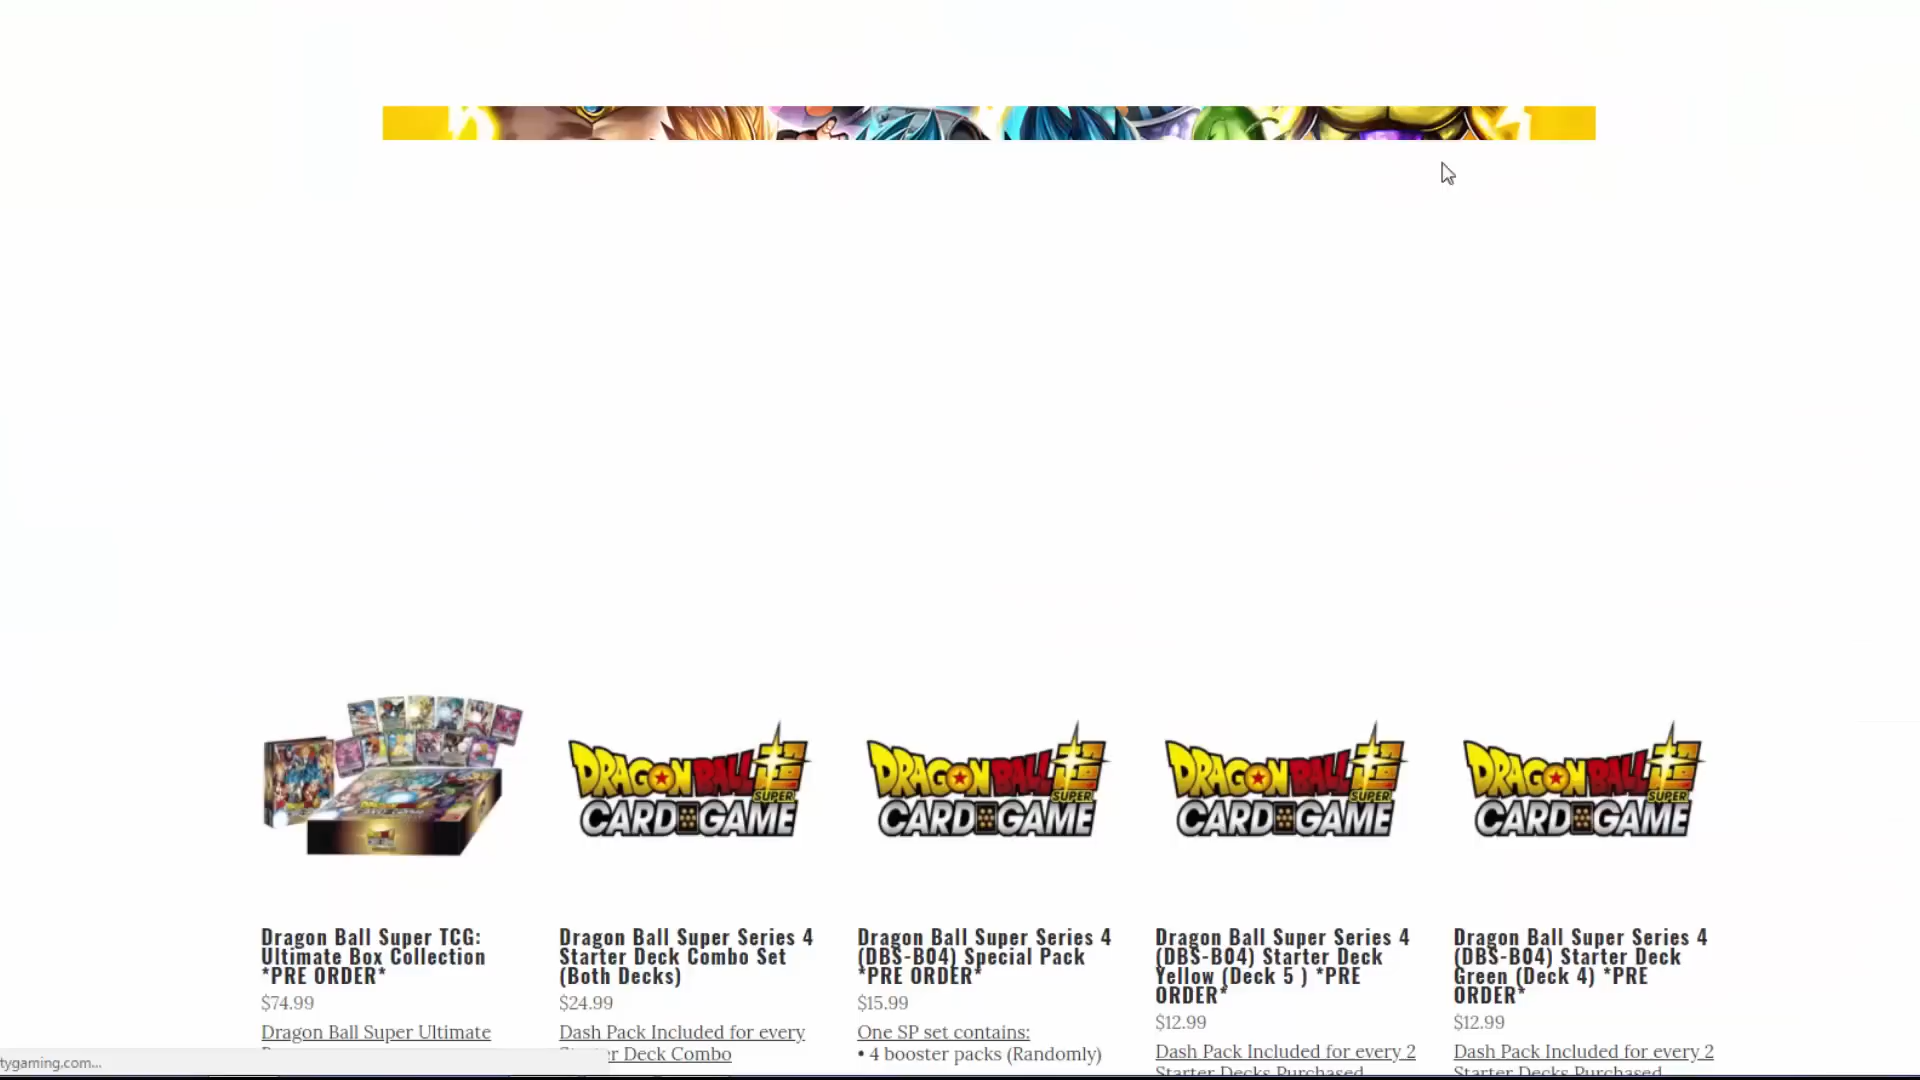 DRAGON BALL
SUPER
CARD GAME
DRAGON BALL
SUPER
CARD GAME
DRAGON BALL
SUPER
CARD GAME
DRAGON BALL
SUPER
CARD GAME
Dragon Ball Super TCG:
Ultimate Box Collection
*PRE ORDER*
$74.99
Dragon Ball Super Ultimate
Dragon Ball Super Series 4
Starter Deck Combo Set
(Both Decks)
$24.99
Dash Pack Included for every
Deck Combo
Dragon Ball Super Series 4
(DBS-B04) Special Pack
*PRE ORDER*
$15.99
One SP set contains:
• 4 booster packs (Randomly)
Dragon Ball Super Series 4
(DBS-B04) Starter Deck
Yellow (Deck 5 ) *PRE
ORDER*
$12.99
Dash Pack Included for every 2
Starter Decks Purchased
Dragon Ball Super Series 4
(DBS-B04) Starter Deck
Green (Deck 4) *PRE
ORDER*
$12.99
Dash Pack Included for every 2
Starter Decks Purchased
tygaming.com...